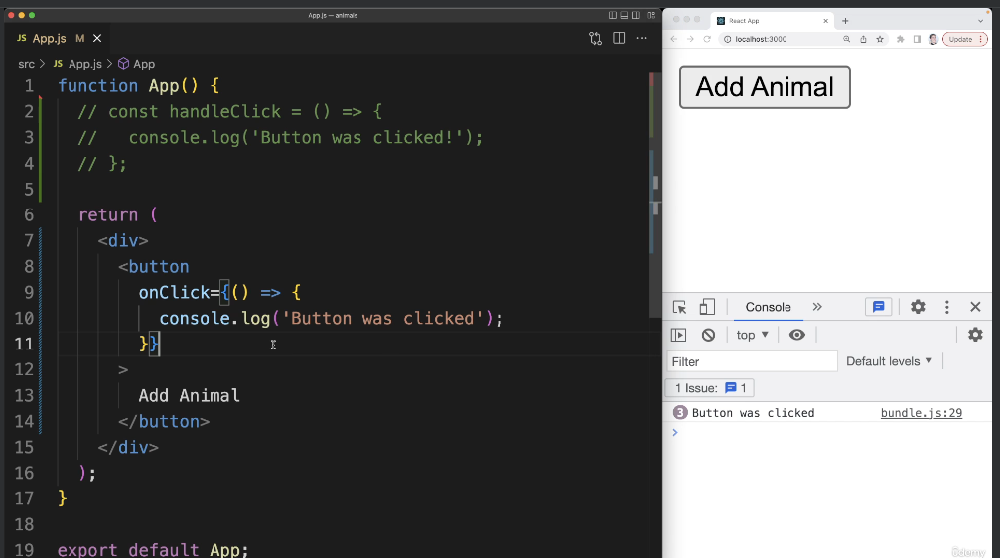 App.js — animals
JS App.js M
src > JS App.js > App
1 function App() {
2 // const handleClick = () => {
3 //   console.log('Button was clicked!');
4 // };
5
6 return (
7 <div>
8 <button
9 onClick={() => {
10 console.log('Button was clicked');
11 }}
12 >
13 Add Animal
14 </button>
15 </div>
16 );
17 }
18
19 export default App;
React App
localhost:3000
Update
Add Animal
Console
top
Filter
Default levels
1 Issue: 1
3 Button was clicked bundle.js:29
ûdemy